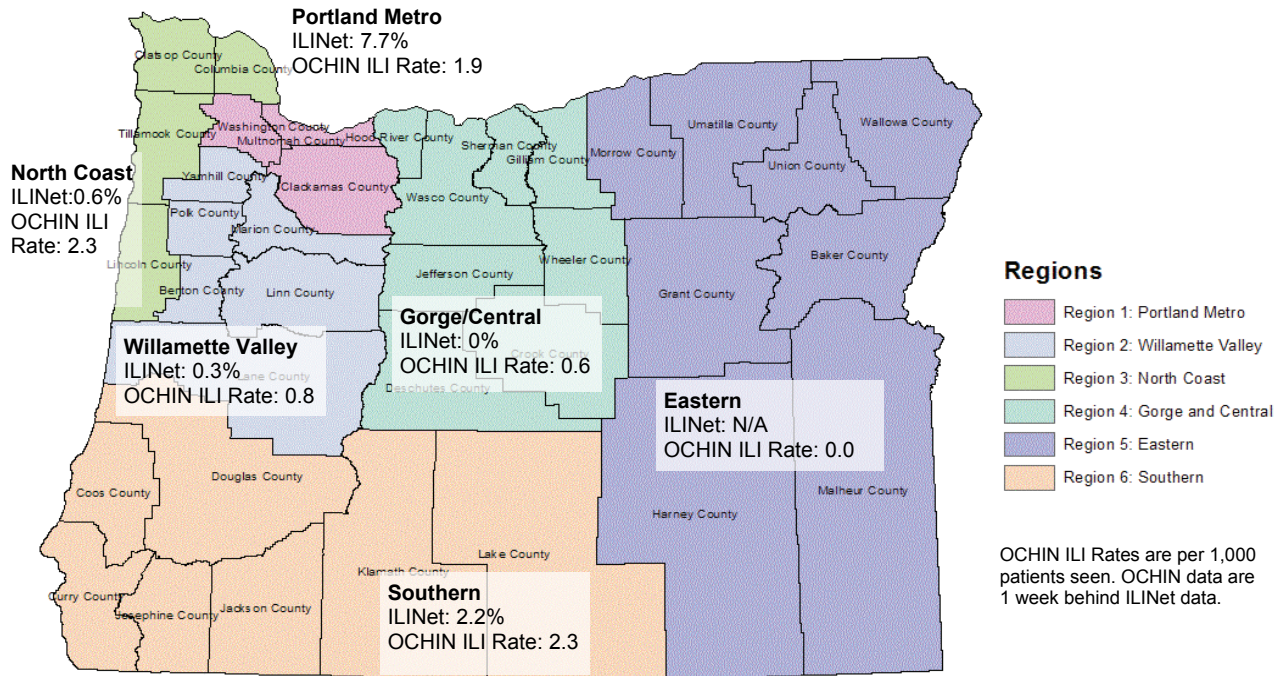 Portland Metro
ILINet: 7.7%
OCHIN ILI Rate: 1.9
Clatsop County
Columbia County
Tillamook County
Washington County
Multnomah County
Hood River County
Sherman County
Gilliam County
Morrow County
Umatilla County
Wallowa County
Union County
North Coast
ILINet:0.6%
OCHIN ILI
Rate: 2.3
Yamhill County
Clackamas County
Wasco County
Polk County
Marion County
Lincoln County
Benton County
Linn County
Jefferson County
Wheeler County
Grant County
Baker County
Willamette Valley
ILINet: 0.3%
OCHIN ILI Rate: 0.8
Lane County
Gorge/Central
ILINet: 0%
OCHIN ILI Rate: 0.6
Crook County
Deschutes County
Eastern
ILINet: N/A
OCHIN ILI Rate: 0.0
Coos County
Douglas County
Harney County
Malheur County
Curry County
Josephine County
Jackson County
Klamath County
Lake County
Southern
ILINet: 2.2%
OCHIN ILI Rate: 2.3
Regions
Region 1: Portland Metro
Region 2: Willamette Valley
Region 3: North Coast
Region 4: Gorge and Central
Region 5: Eastern
Region 6: Southern
OCHIN ILI Rates are per 1,000
patients seen. OCHIN data are
1 week behind ILINet data.